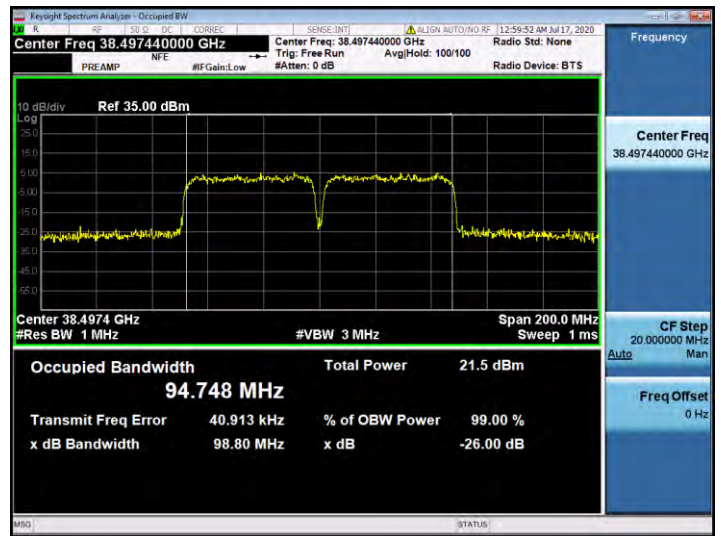 Keysight Spectrum Analyzer - Occupied BW
R RF 50 Ω DC CORREC SENSE:INT ALIGN AUTO/NO RF 12:59:52 AM Jul 17, 2020
Center Freq 38.497440000 GHz Center Freq: 38.497440000 GHz Radio Std: None Frequency
NFE Trig: Free Run Avg|Hold: 100/100
PREAMP #IFGain:Low #Atten: 0 dB Radio Device: BTS
10 dB/div Ref 35.00 dBm
Log
25.0
15.0
5.00
-5.00
-15.0
-25.0
-35.0
-45.0
-55.0
Center 38.4974 GHz Span 200.0 MHz
#Res BW 1 MHz #VBW 3 MHz Sweep 1 ms
Occupied Bandwidth Total Power 21.5 dBm
94.748 MHz
Transmit Freq Error 40.913 kHz % of OBW Power 99.00 %
x dB Bandwidth 98.80 MHz x dB -26.00 dB
Center Freq
38.497440000 GHz
CF Step
20.000000 MHz
Auto Man
Freq Offset
0 Hz
MSG STATUS